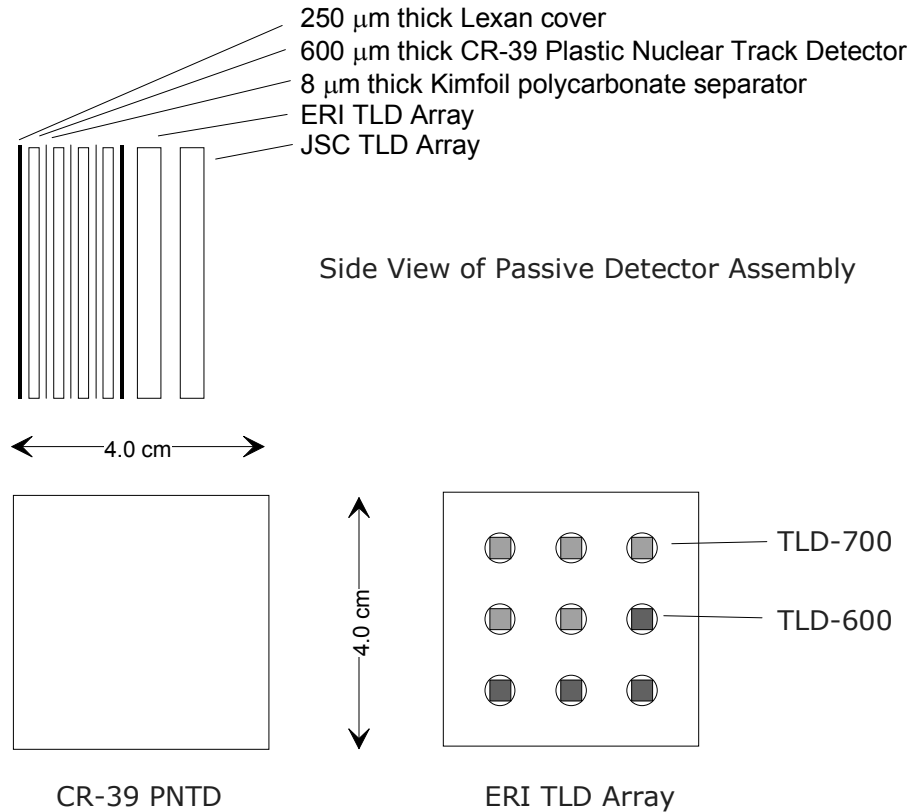 250 μm thick Lexan cover
600 μm thick CR-39 Plastic Nuclear Track Detector
8 μm thick Kimfoil polycarbonate separator
ERI TLD Array
JSC TLD Array
Side View of Passive Detector Assembly
4.0 cm
4.0 cm
TLD-700
TLD-600
CR-39 PNTD
ERI TLD Array